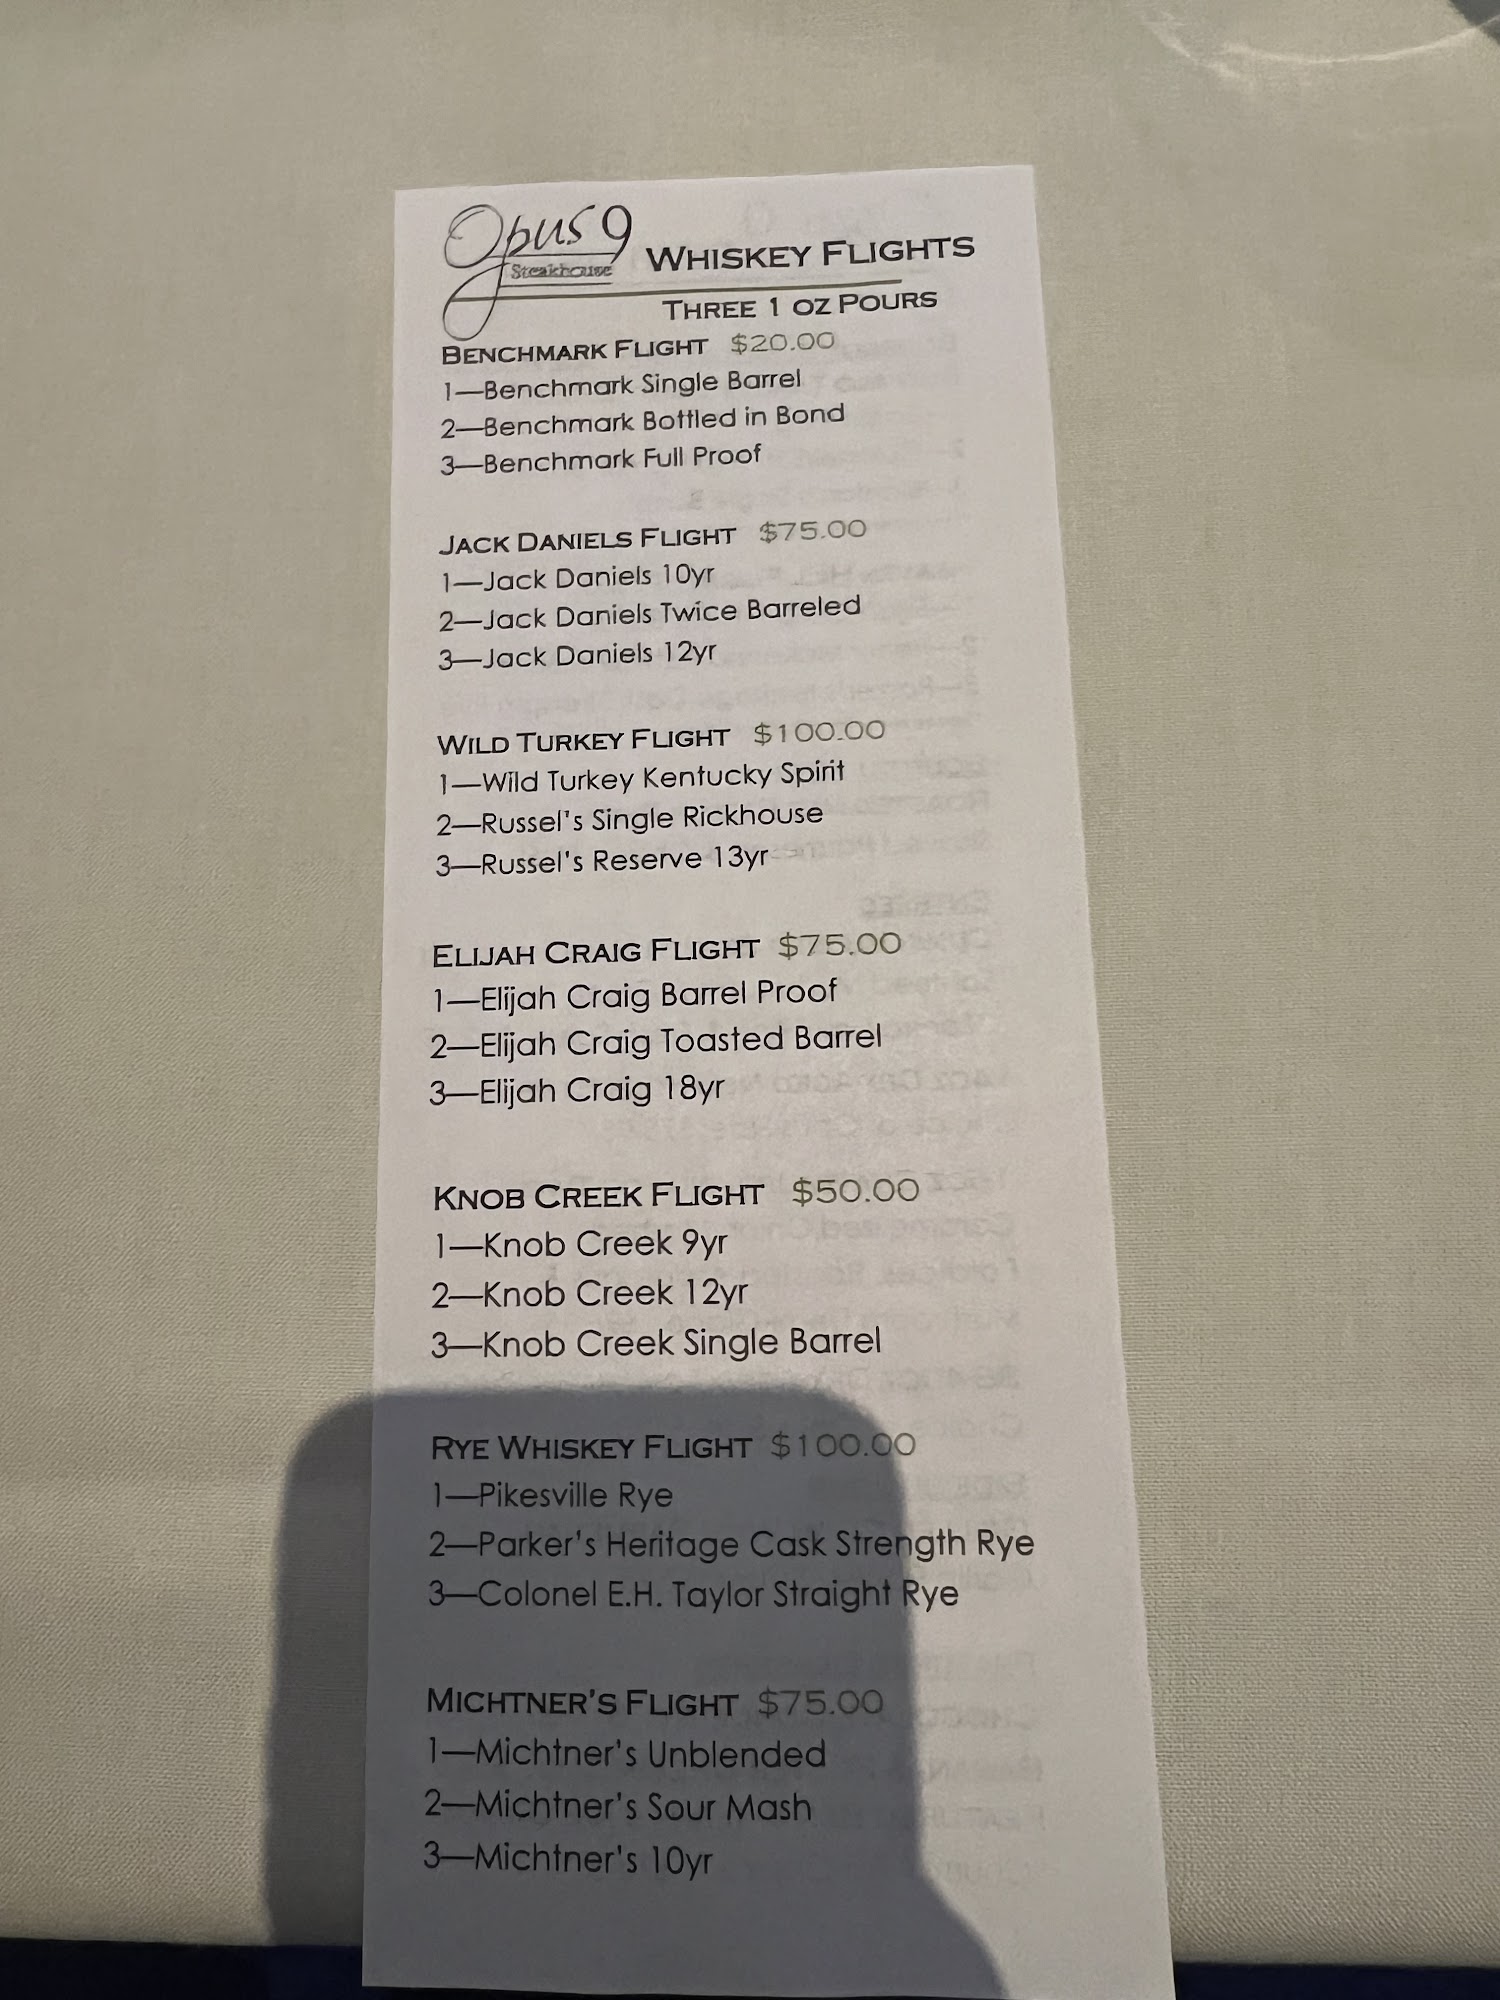 Opus 9
Steakhouse
WHISKEY FLIGHTS
THREE 1 OZ POURS
BENCHMARK FLIGHT $20.00
1—Benchmark Single Barrel
2—Benchmark Bottled in Bond
3—Benchmark Full Proof
JACK DANIELS FLIGHT $75.00
1—Jack Daniels 10yr
2—Jack Daniels Twice Barreled
3—Jack Daniels 12yr
WILD TURKEY FLIGHT $100.00
1—Wild Turkey Kentucky Spirit
2—Russel's Single Rickhouse
3—Russel's Reserve 13yr
ELIJAH CRAIG FLIGHT $75.00
1—Elijah Craig Barrel Proof
2—Elijah Craig Toasted Barrel
3—Elijah Craig 18yr
KNOB CREEK FLIGHT $50.00
1—Knob Creek 9yr
2—Knob Creek 12yr
3—Knob Creek Single Barrel
RYE WHISKEY FLIGHT $100.00
1—Pikesville Rye
2—Parker's Heritage Cask Strength Rye
3—Colonel E.H. Taylor Straight Rye
MICHTNER'S FLIGHT $75.00
1—Michtner's Unblended
2—Michtner's Sour Mash
3—Michtner's 10yr